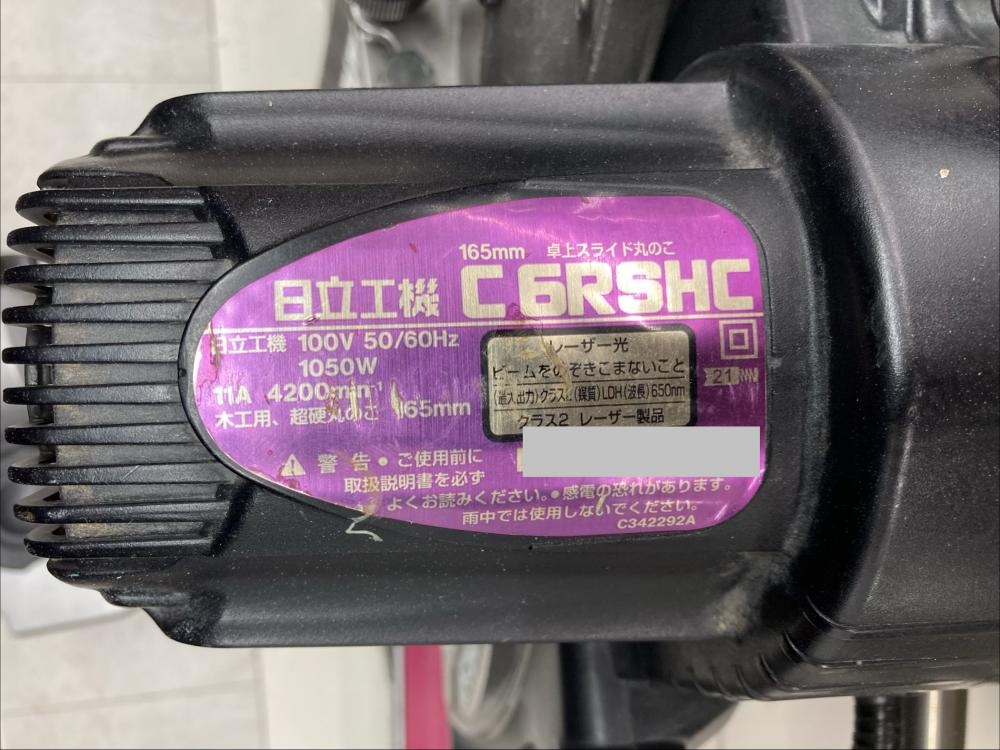 165mm 卓上スライド丸のこ
日立工機 C6RSHC
日立工機 100V 50/60Hz
1050W
11A 4200min⁻¹
木工用、超硬丸のこ 165mm
レーザー光
ビームをのぞきこまないこと
(最大出力)クラス2(媒質)LDH(波長)650nm
クラス2 レーザー製品
21
警告 • ご使用前に
取扱説明書を必ず
よくお読みください。• 感電の恐れがあります。
雨中では使用しないでください。
C342292A